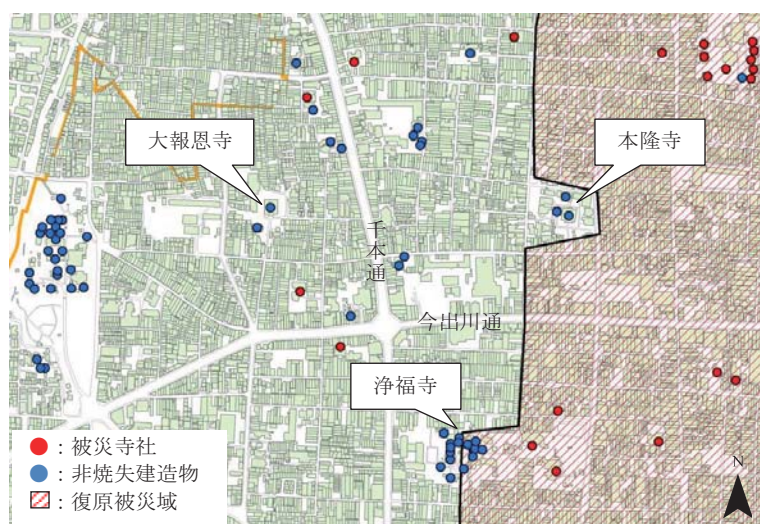 大報恩寺
本隆寺
千本通
今出川通
浄福寺
：被災寺社
：非焼失建造物
：復原被災域
N